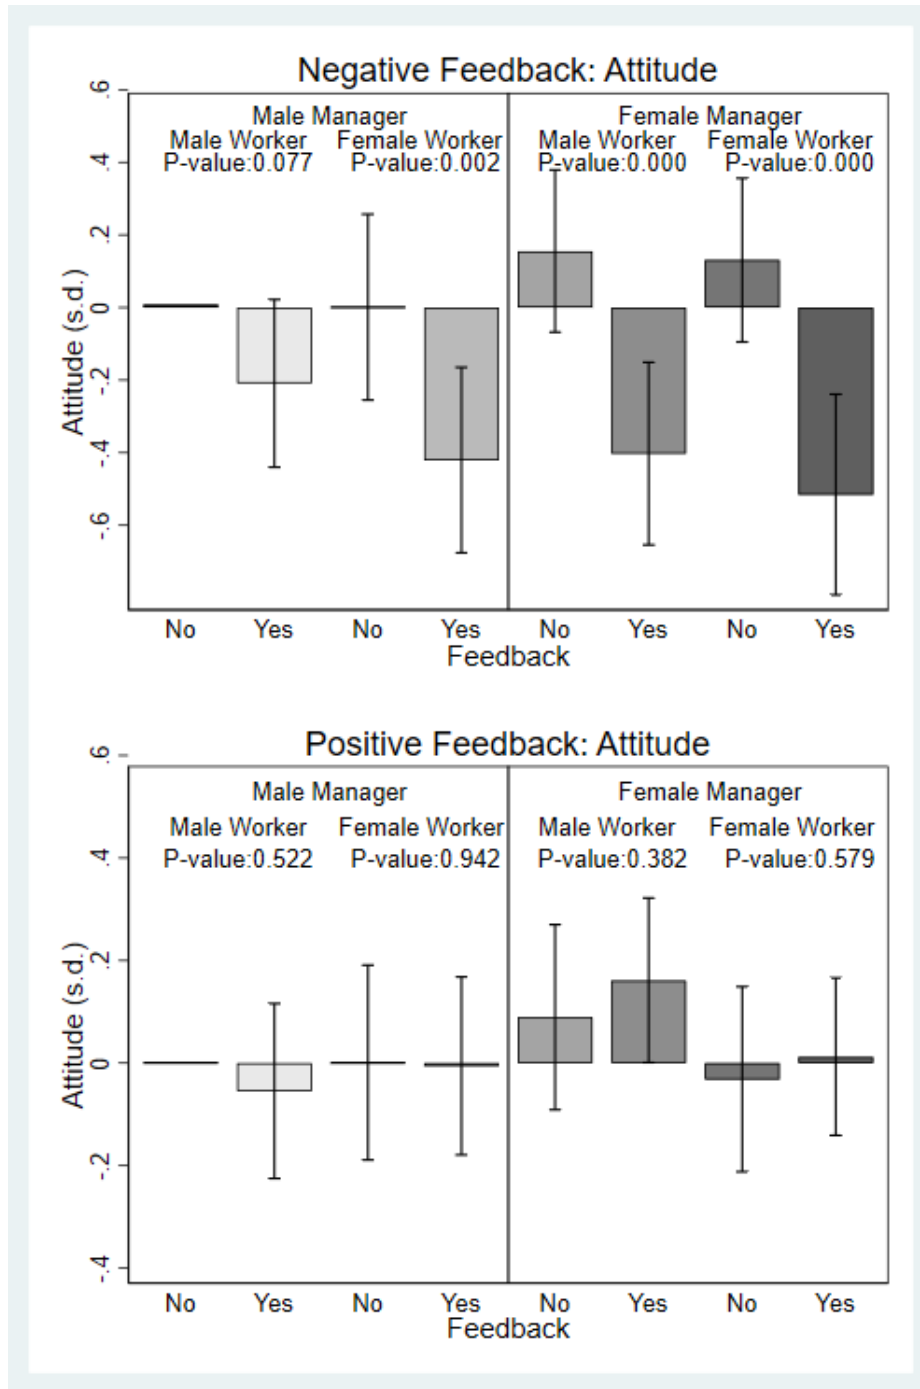 Negative Feedback: Attitude
Male Manager Female Manager
Male Worker Female Worker Male Worker Female Worker
P-value:0.077 P-value:0.002 P-value:0.000 P-value:0.000
Attitude (s.d.)
.6
.4
.2
0
-.2
-.4
-.6
No Yes No Yes No Yes No Yes
Feedback
Positive Feedback: Attitude
Male Manager Female Manager
Male Worker Female Worker Male Worker Female Worker
P-value:0.522 P-value:0.942 P-value:0.382 P-value:0.579
Attitude (s.d.)
.6
.4
.2
0
-.2
-.4
No Yes No Yes No Yes No Yes
Feedback